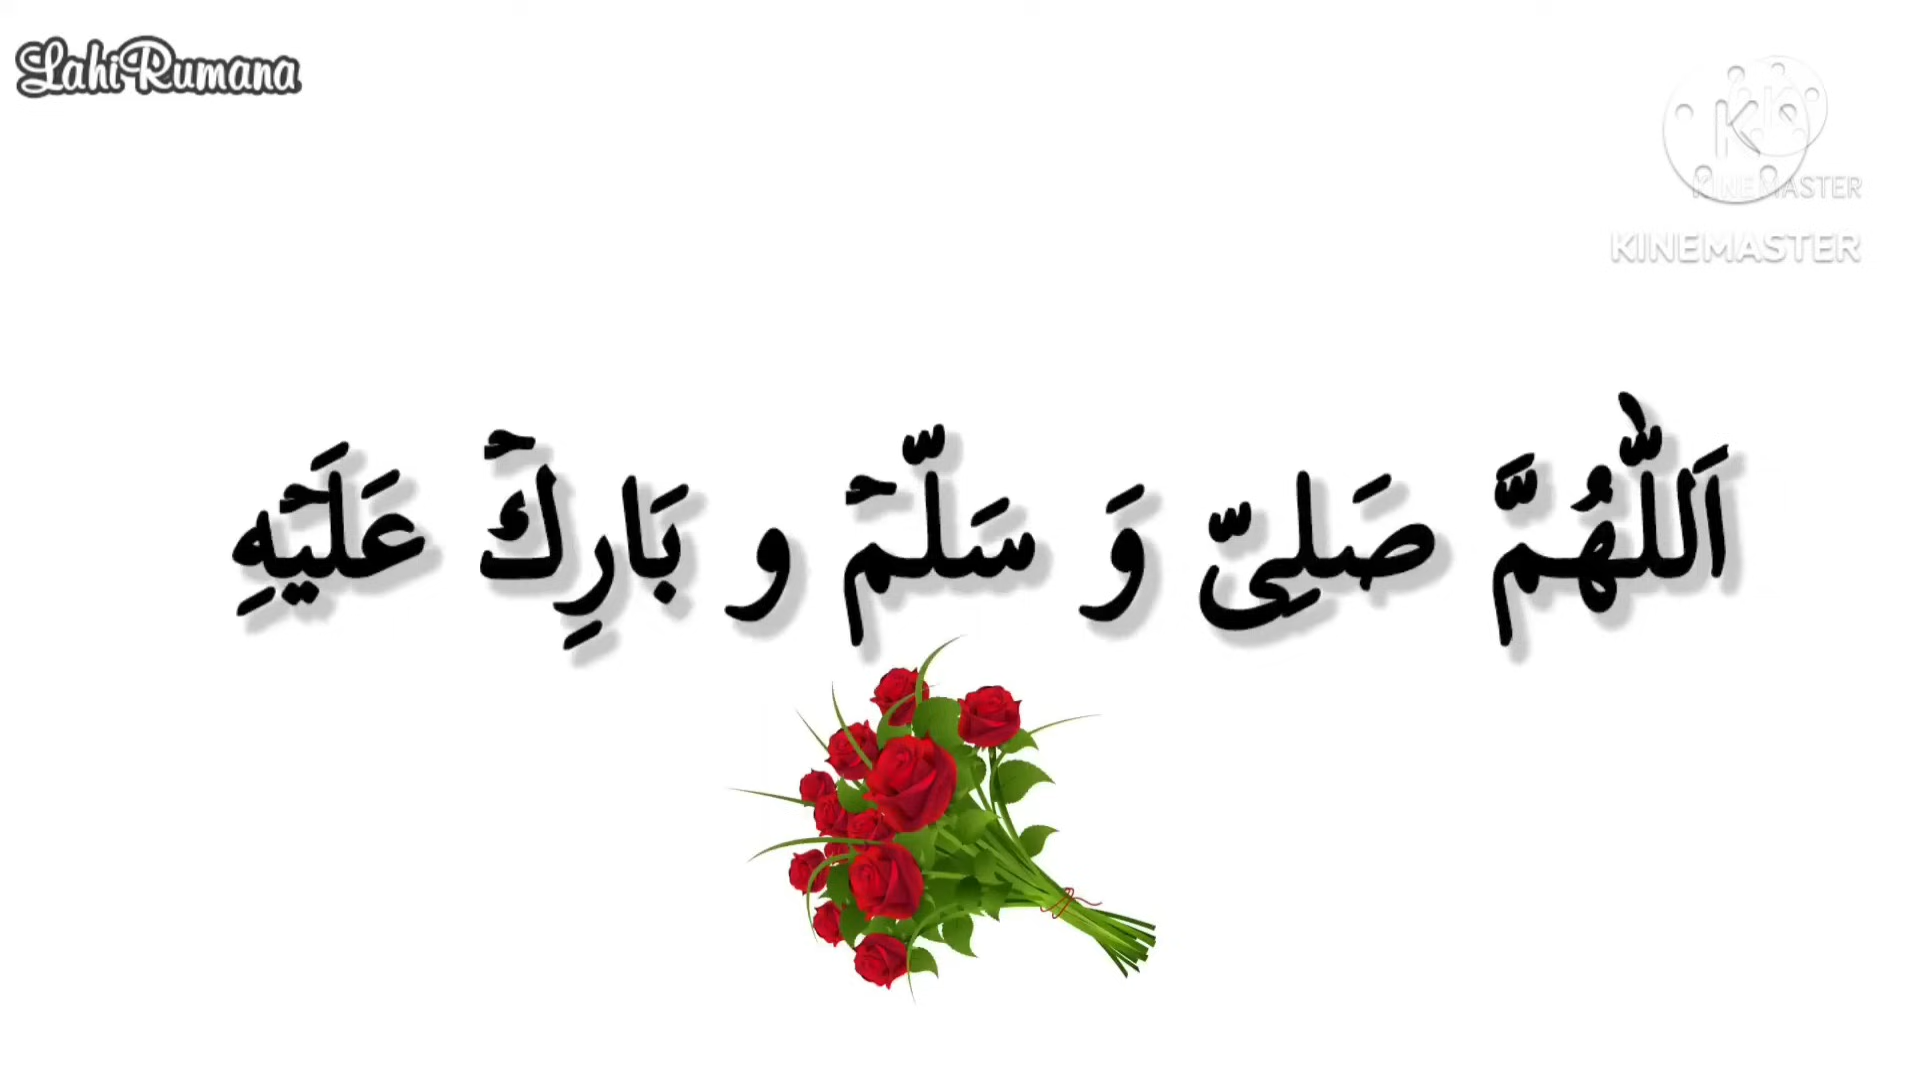 LahiRumana
KINEMASTER
KINEMASTER
اَللّٰهُمَّ صَلِیّ وَ سَلّمۡ و بَارِکۡ عَلَیۡهِ